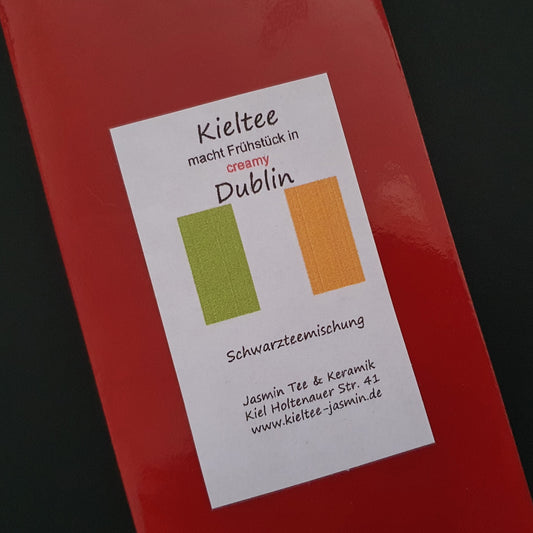 Kieltee
macht Frühstück in
creamy
Dublin
Schwarzteemischung
Jasmin Tee & Keramik
Kiel Holtenauer Str. 41
www.kieltee-jasmin.de